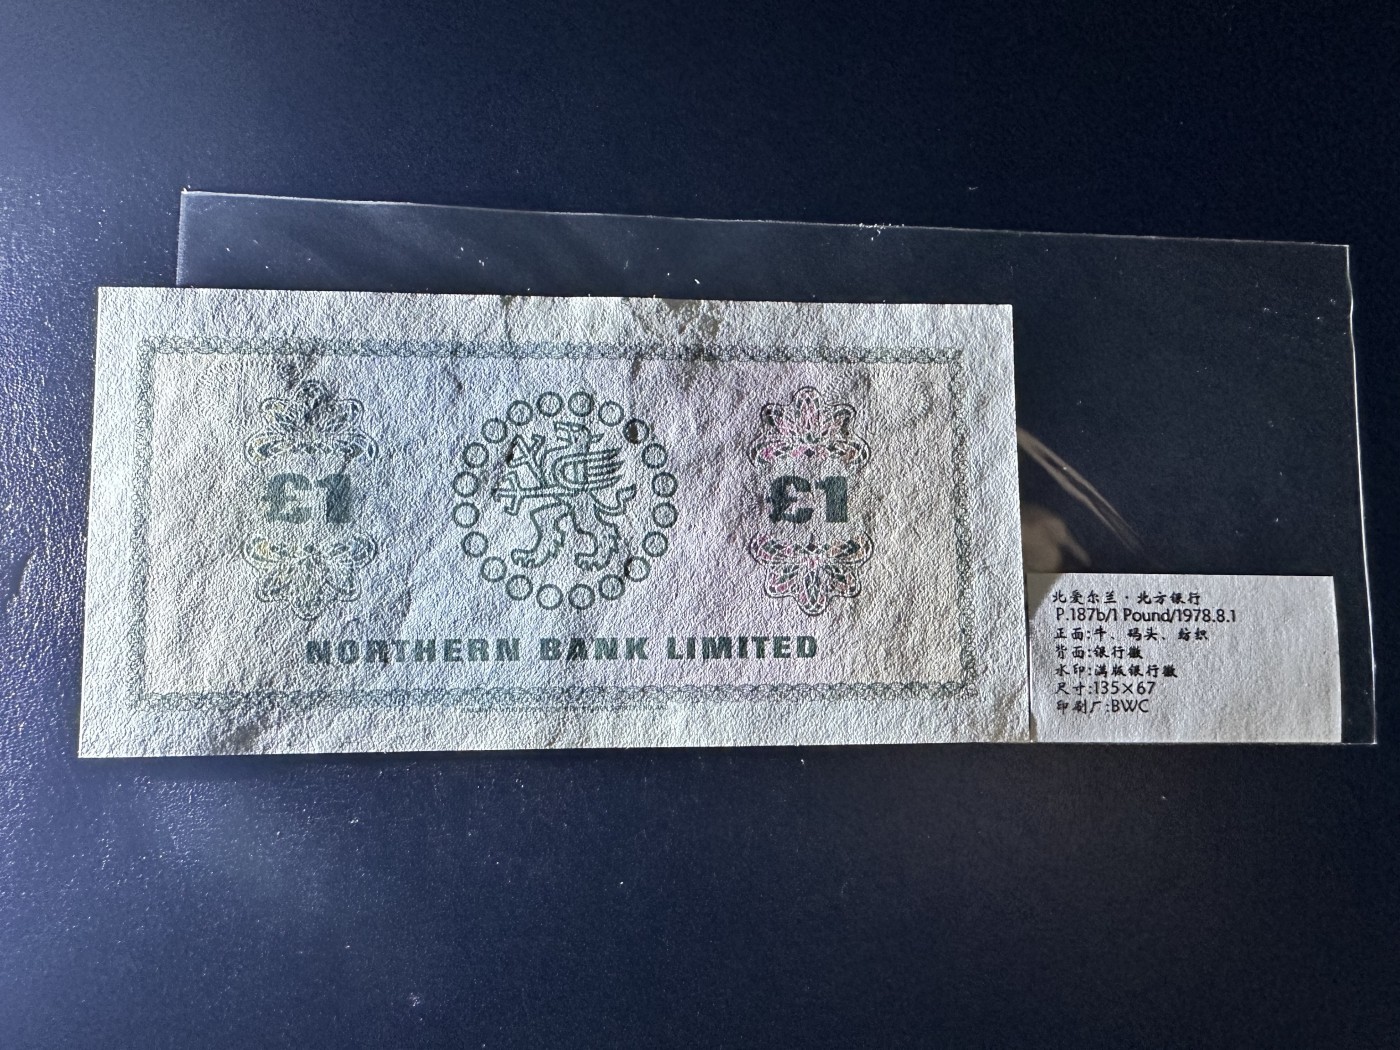 £1
£1
NORTHERN BANK LIMITED
北爱尔兰·北方银行
P.187b/1 Pound/1978.8.1
正面:牛、码头、纺织
背面:银行徽
水印:满版银行徽
尺寸:135×67
印刷厂:BWC